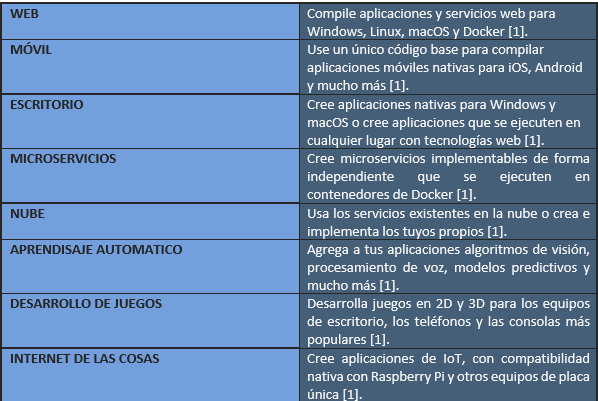 WEB
Compile aplicaciones y servicios web para
Windows, Linux, macOS y Docker [1].
MÓVIL
Use un único código base para compilar
aplicaciones móviles nativas para iOS, Android
y mucho más [1].
ESCRITORIO
Cree aplicaciones nativas para Windows y
macOS o cree aplicaciones que se ejecuten en
cualquier lugar con tecnologías web [1].
MICROSERVICIOS
Cree microservicios implementables de forma
independiente que se ejecuten en
contenedores de Docker [1].
NUBE
Usa los servicios existentes en la nube o crea e
implementa los tuyos propios [1].
APRENDISAJE AUTOMATICO
Agrega a tus aplicaciones algoritmos de visión,
procesamiento de voz, modelos predictivos y
mucho más [1].
DESARROLLO DE JUEGOS
Desarrolla juegos en 2D y 3D para los equipos
de escritorio, los teléfonos y las consolas más
populares [1].
INTERNET DE LAS COSAS
Cree aplicaciones de IoT, con compatibilidad
nativa con Raspberry Pi y otros equipos de placa
única [1].